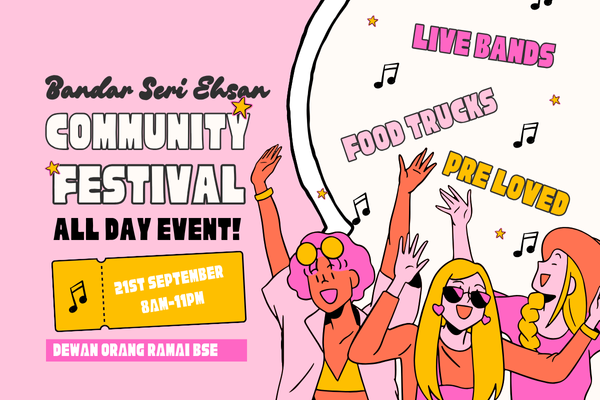 Bandar Seri Ehsan
COMMUNITY
FESTIVAL
ALL DAY EVENT!
21ST SEPTEMBER
8AM-11PM
DEWAN ORANG RAMAI BSE
LIVE BANDS
FOOD TRUCKS
PRE LOVED